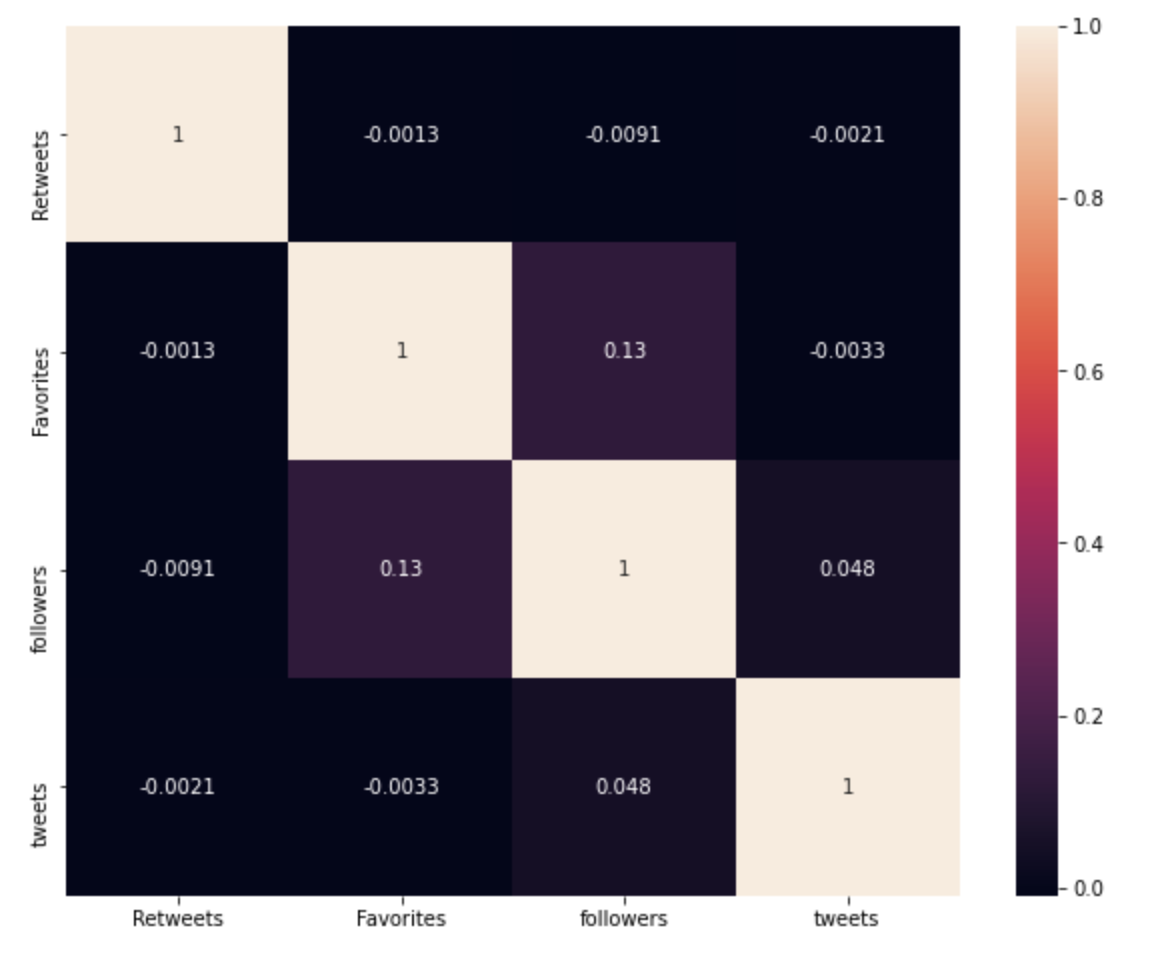 1.0
Retweets 1 -0.0013 -0.0091 -0.0021
0.8
Favorites -0.0013 1 0.13 -0.0033
0.6
followers -0.0091 0.13 1 0.048
0.4
0.2
tweets -0.0021 -0.0033 0.048 1
0.0
Retweets Favorites followers tweets